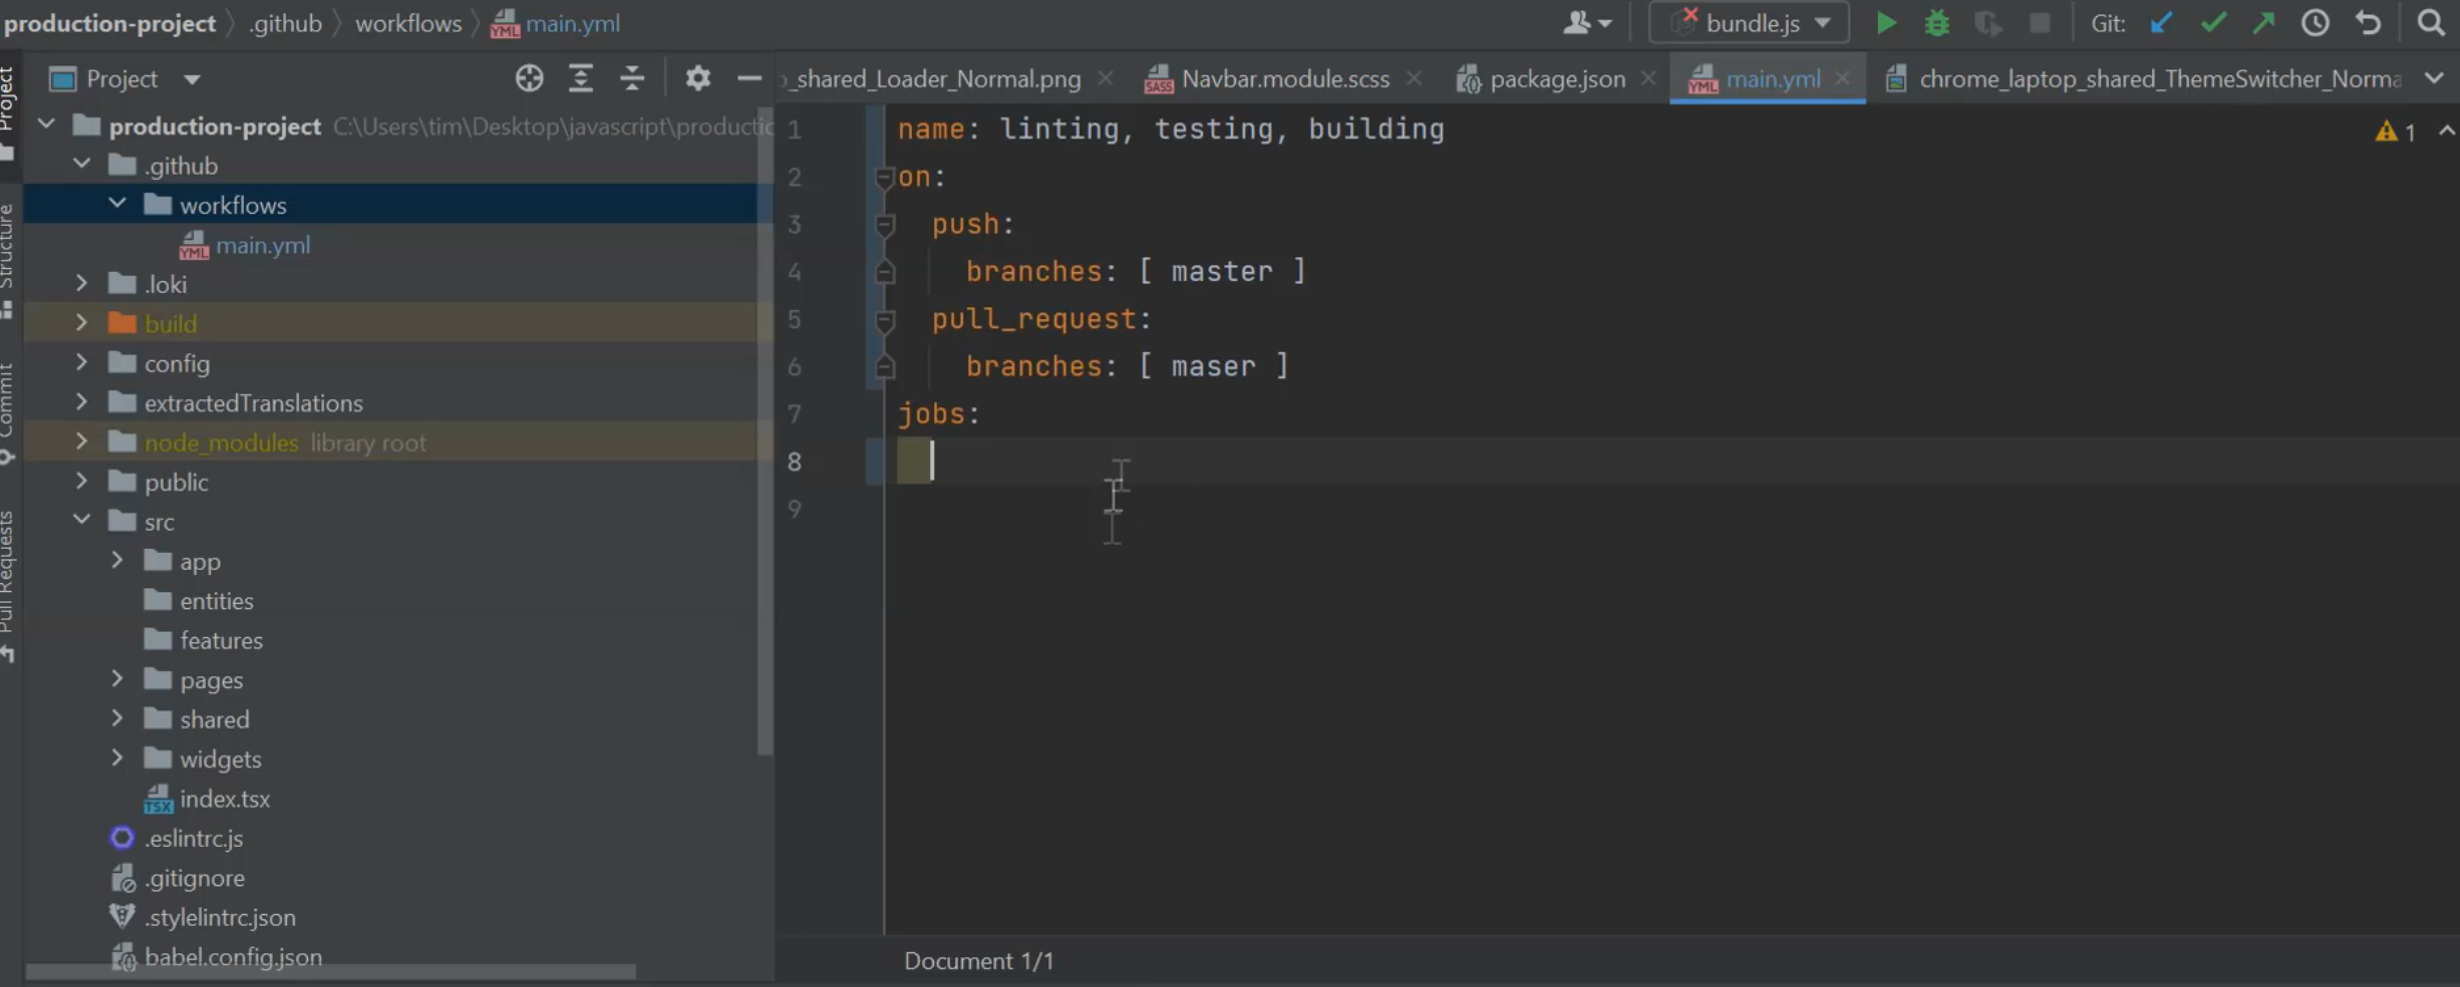 production-project 〉 .github 〉 workflows 〉 main.yml
bundle.js
Git:
Project
_shared_Loader_Normal.png
Navbar.module.scss
package.json
main.yml
chrome_laptop_shared_ThemeSwitcher_Norma
Project
Structure
Commit
Pull Requests
production-project C:\Users\tim\Desktop\javascript\productic
.github
workflows
main.yml
.loki
build
config
extractedTranslations
node_modules library root
public
src
app
entities
features
pages
shared
widgets
index.tsx
.eslintrc.js
.gitignore
.stylelintrc.json
babel.config.json
1 name: linting, testing, building
2 on:
3 push:
4 branches: [ master ]
5 pull_request:
6 branches: [ maser ]
7 jobs:
8
9
1
Document 1/1